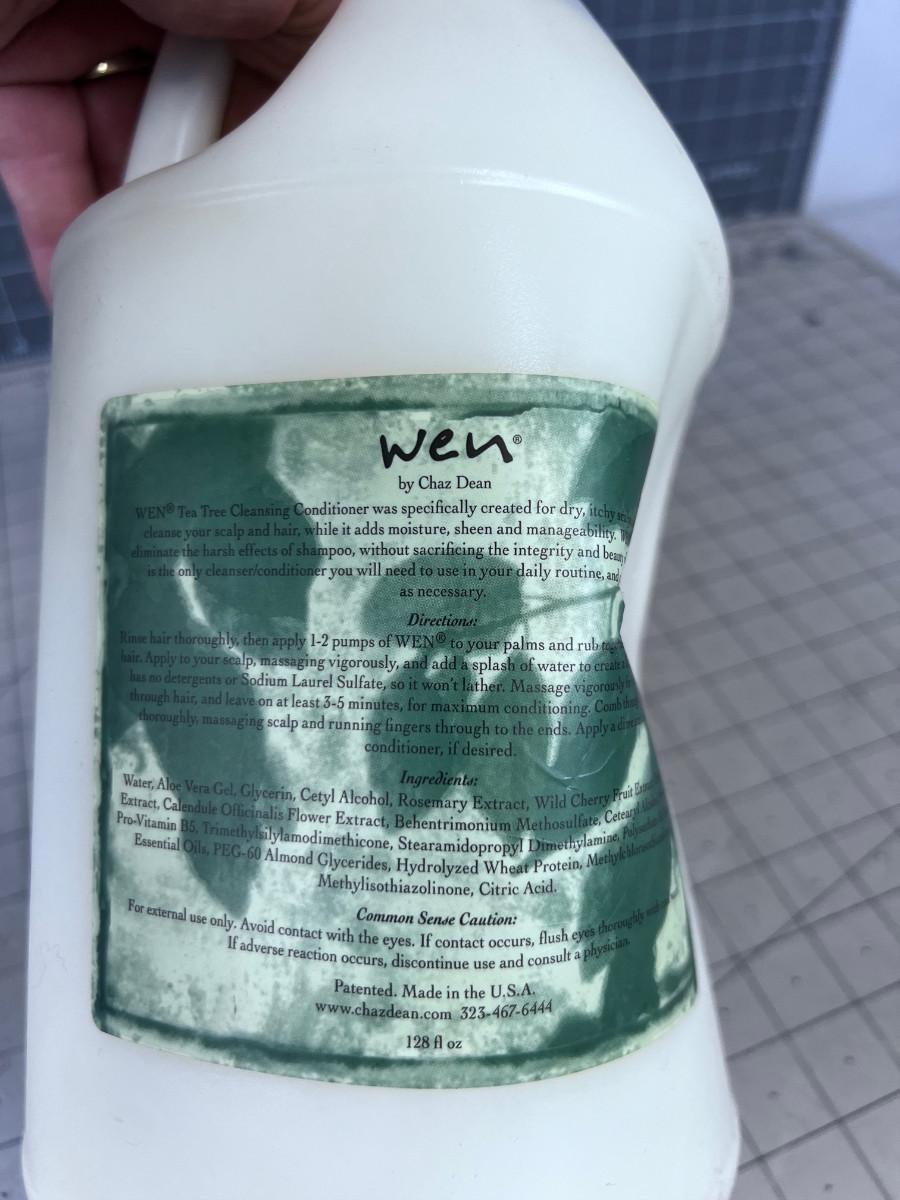 wen®
by Chaz Dean
WEN® Tea Tree Cleansing Conditioner was specifically created for dry, itchy
cleanse your scalp and hair, while it adds moisture, sheen and manageability.
eliminate the harsh effects of shampoo, without sacrificing the integrity and
is the only cleanser/conditioner you will need to use in your daily routine, and
as necessary.
Directions:
Rinse hair thoroughly, then apply 1-2 pumps of WEN® to your palms and rub
hair. Apply to your scalp, massaging vigorously, and add a splash of water to create
has no detergents or Sodium Laurel Sulfate, so it won't lather. Massage vigorously
through hair, and leave on at least 3-5 minutes, for maximum conditioning. Comb
thoroughly, massaging scalp and running fingers through to the ends. Apply a
conditioner, if desired.
Ingredients:
Water, Aloe Vera Gel, Glycerin, Cetyl Alcohol, Rosemary Extract, Wild Cherry Fruit
Extract, Calendule Officinalis Flower Extract, Behentrimonium Methosulfate, Cetearyl
Pro-Vitamin B5, Trimethylsilylamodimethicone, Stearamidopropyl Dimethylamine,
Essential Oils, PEG-60 Almond Glycerides, Hydrolyzed Wheat Protein,
Methylisothiazolinone, Citric Acid.
Common Sense Caution:
For external use only. Avoid contact with the eyes. If contact occurs, flush eyes thoroughly
If adverse reaction occurs, discontinue use and consult a physician.
Patented. Made in the U.S.A.
www.chazdean.com 323-467-6444
128 fl oz